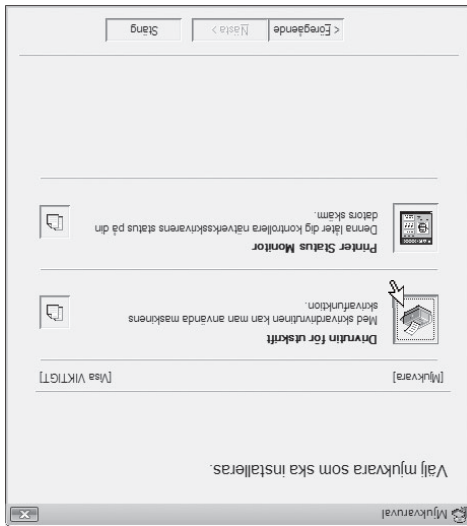 Mjukvaruval
Välj mjukvara som ska installeras.
[Mjukvara] [Visa VIKTIGT]
Drivrutin för utskrift
Med skrivardrivrutinen kan man använda maskinens
skrivarfunktion.
Printer Status Monitor
Denna låter dig kontrollera nätverksskrivarens status på din
dators skärm.
< Föregående Nästa > Stäng